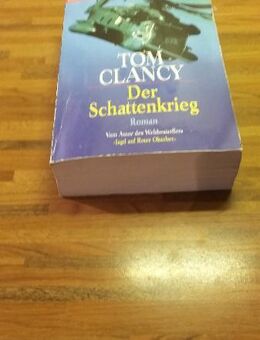 TOM
CLANCY
Der
Schattenkrieg
Roman
Vom Autor des Weltbestsellers
»Jagd auf Roter Oktober«